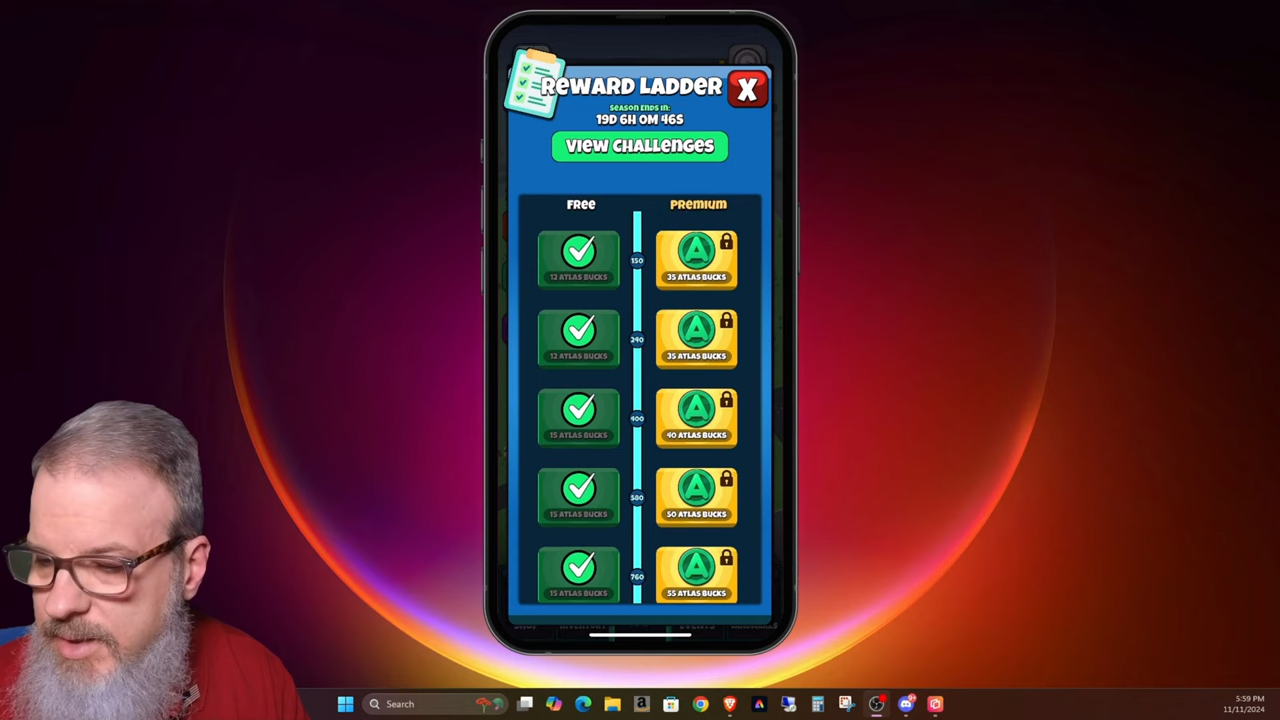 REWARD LADDER
X
SEASON ENDS IN:
19D 6H 0M 46S
VIEW CHALLENGES
FREE
PREMIUM
12 ATLAS BUCKS
150
35 ATLAS BUCKS
12 ATLAS BUCKS
290
35 ATLAS BUCKS
15 ATLAS BUCKS
400
40 ATLAS BUCKS
15 ATLAS BUCKS
580
50 ATLAS BUCKS
15 ATLAS BUCKS
760
55 ATLAS BUCKS
Search
5:59 PM
11/11/2024